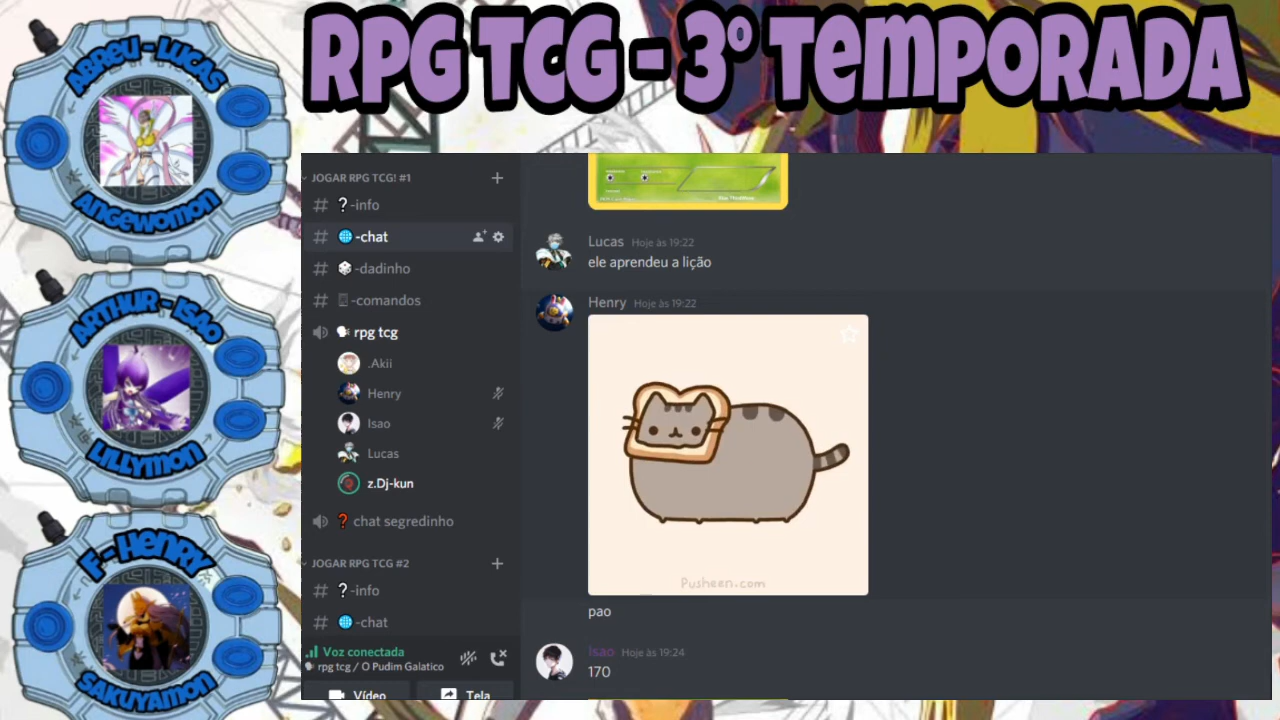 RPG TCG - 3º TEMPORADA
ABREU - LUCAS
ANGEWOMON
ARTHUR - ISAO
LILLYMON
F - HENRY
SAKUYAMON
JOGAR RPG TCG! #1
?-info
-chat
-dadinho
-comandos
rpg tcg
.Akii
Henry
Isao
Lucas
z.Dj-kun
? chat segredinho
JOGAR RPG TCG #2
?-info
-chat
Voz conectada
rpg tcg / O Pudim Galatico
Vídeo
Tela
Lucas Hoje às 19:22
ele aprendeu a lição
Henry Hoje às 19:22
Pusheen.com
pao
Isao Hoje às 19:24
170